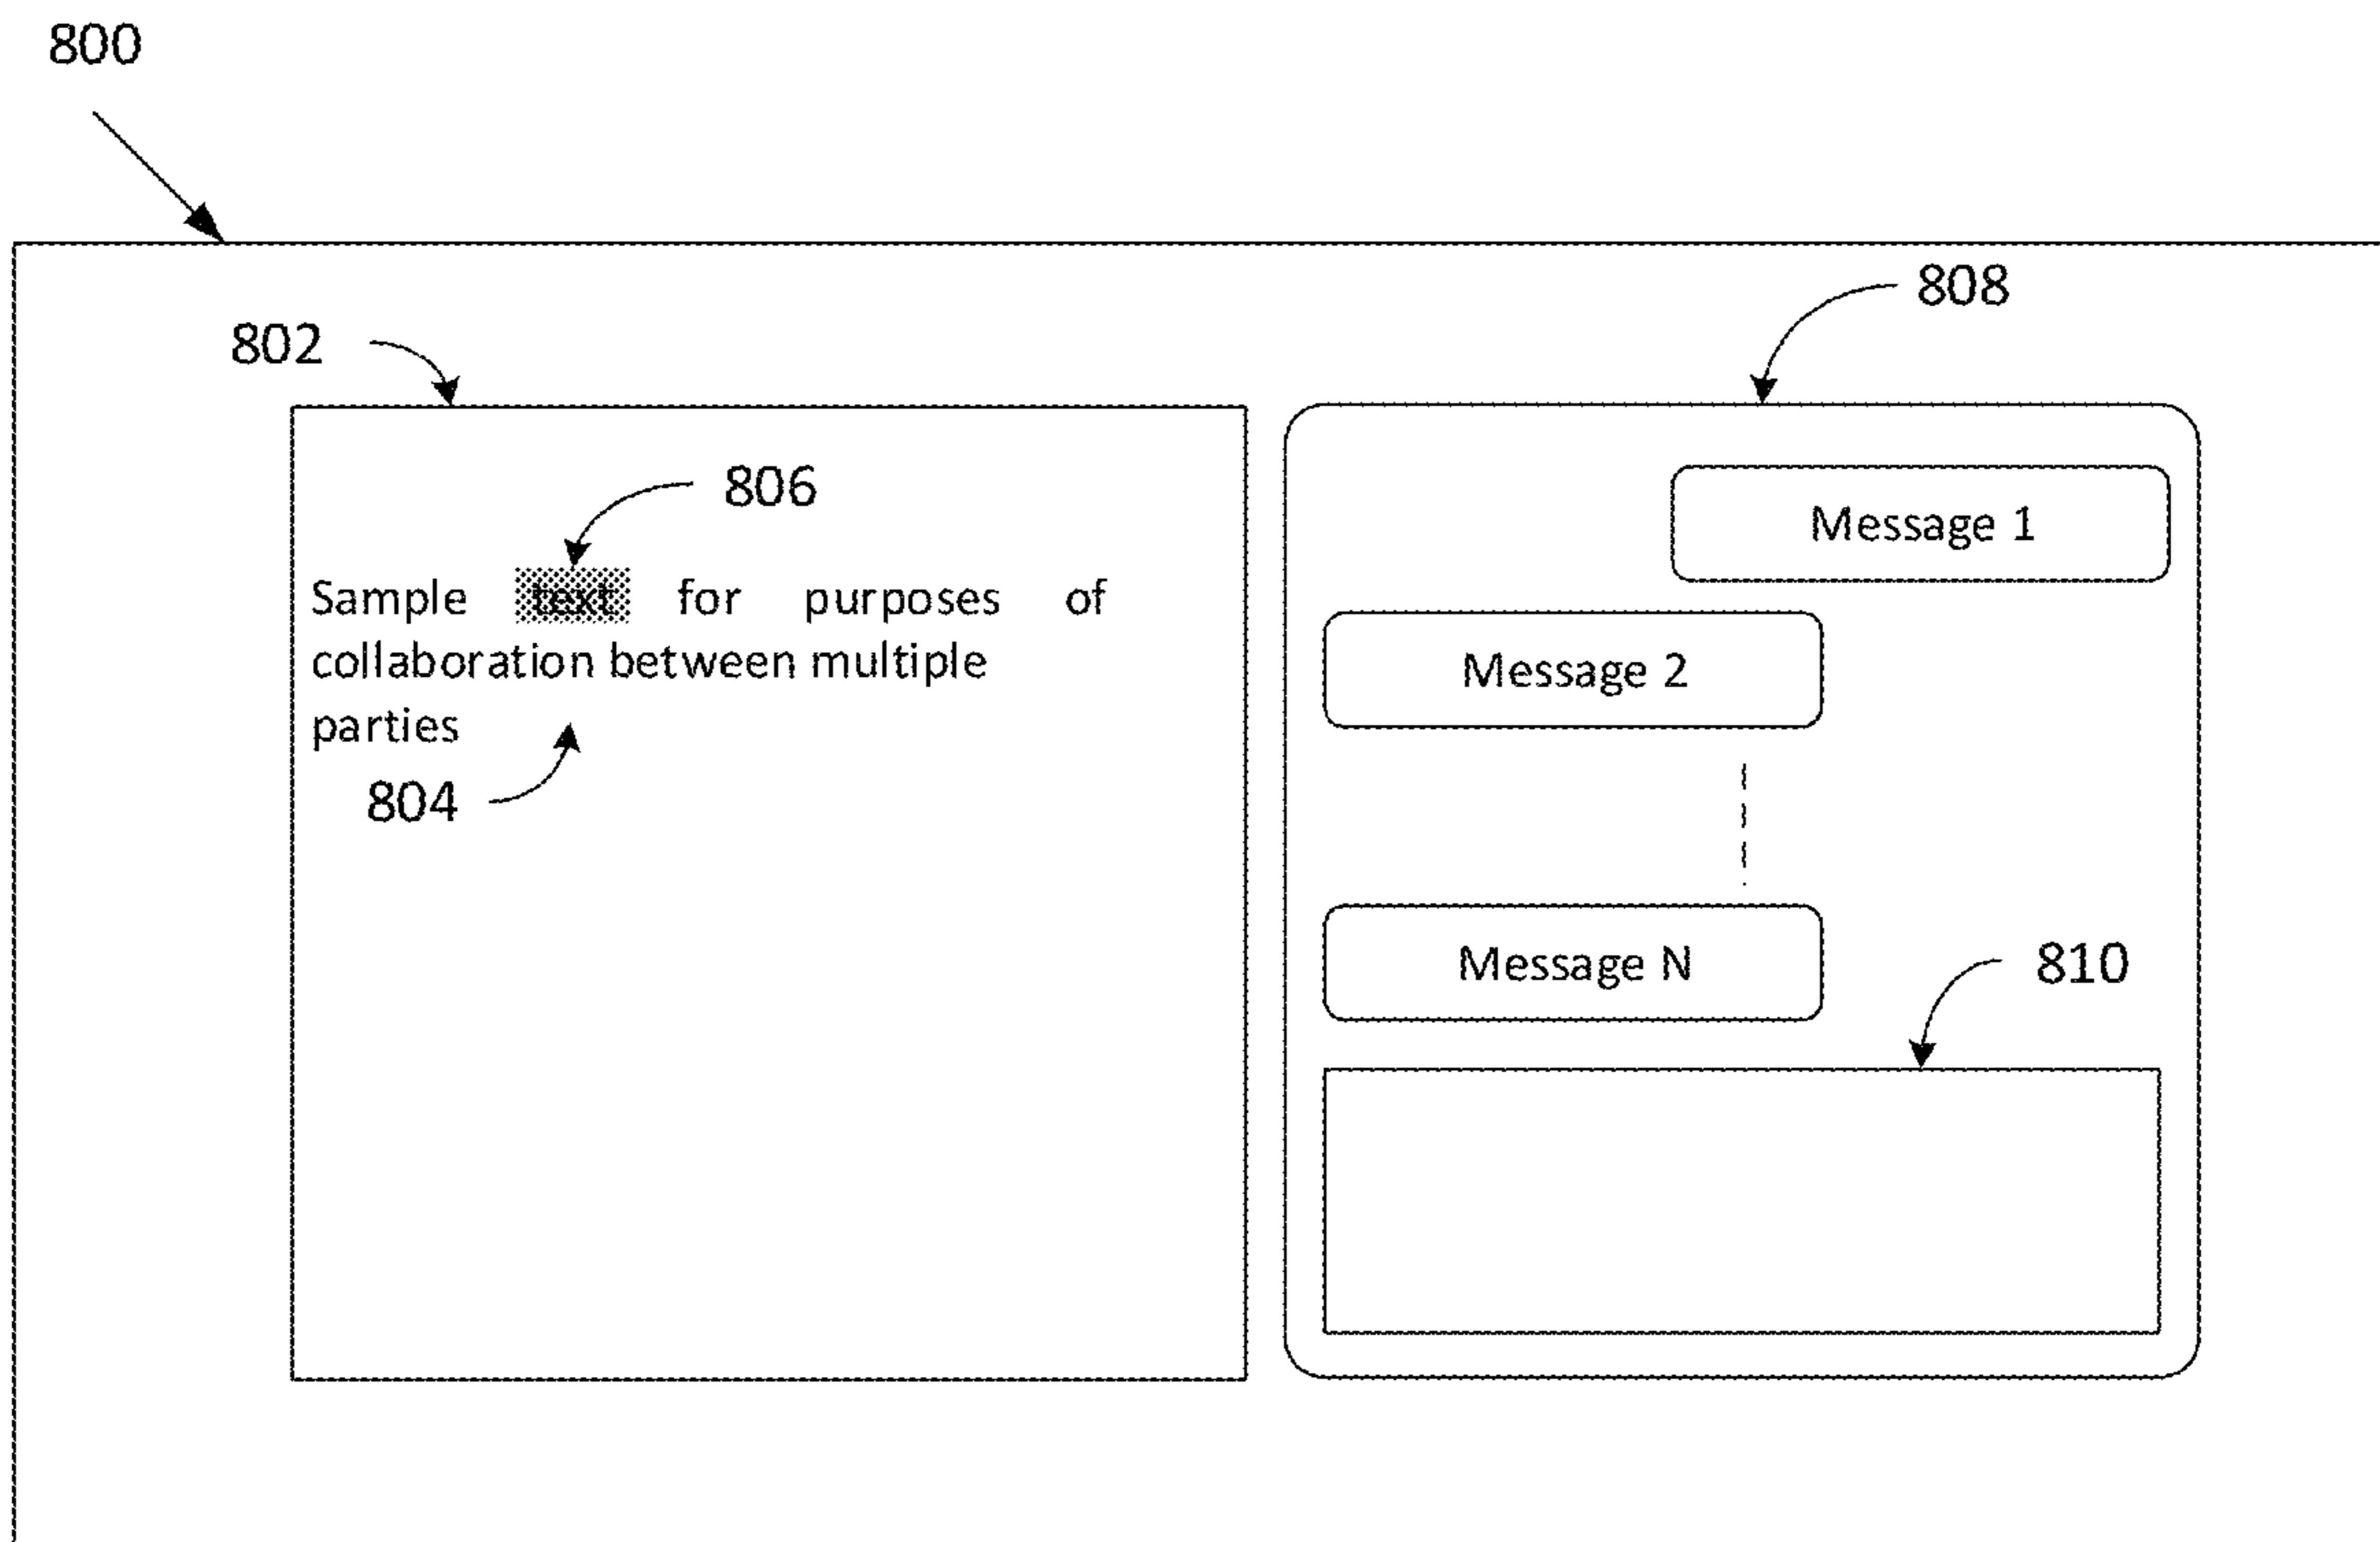 800
808
802
806
Message 1
Sample text for purposes of
collaboration between multiple
parties
Message 2
804
Message N
810